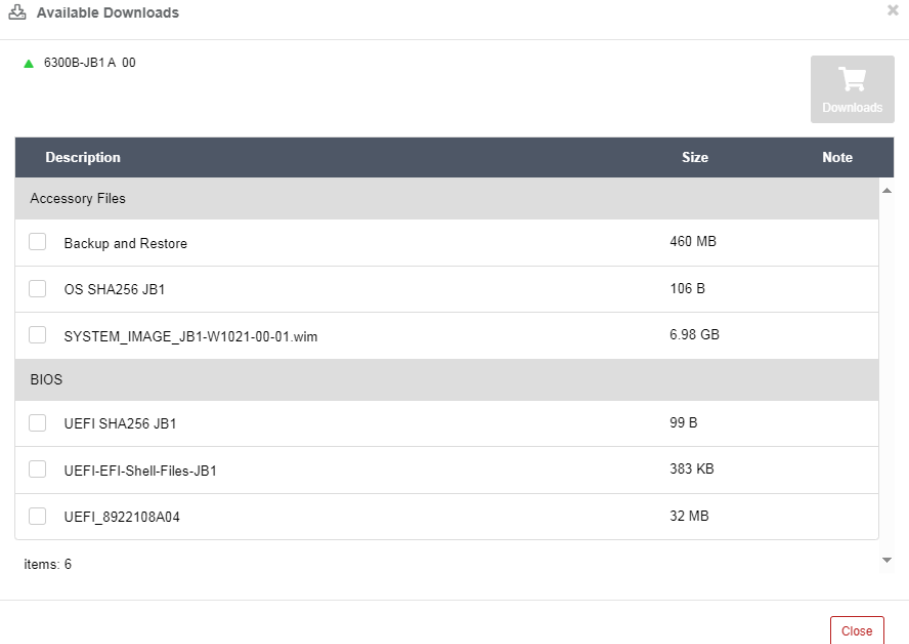 Available Downloads
6300B-JB1 A 00
Downloads
Description Size Note
Accessory Files
Backup and Restore 460 MB
OS SHA256 JB1 106 B
SYSTEM_IMAGE_JB1-W1021-00-01.wim 6.98 GB
BIOS
UEFI SHA256 JB1 99 B
UEFI-EFI-Shell-Files-JB1 383 KB
UEFI_8922108A04 32 MB
items: 6
Close